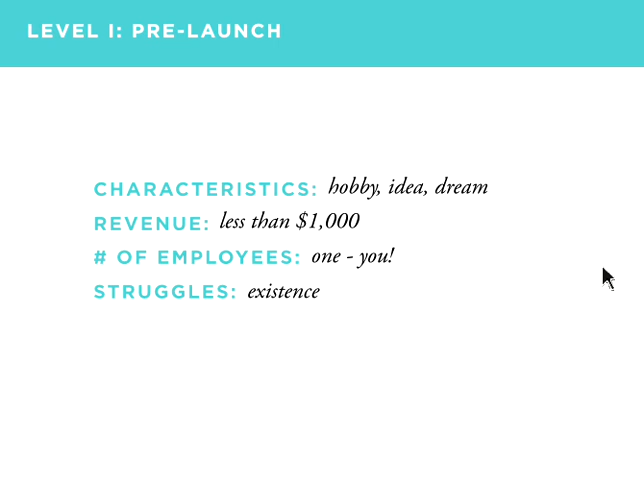 LEVEL I: PRE-LAUNCH
CHARACTERISTICS: hobby, idea, dream
REVENUE: less than $1,000
# OF EMPLOYEES: one - you!
STRUGGLES: existence